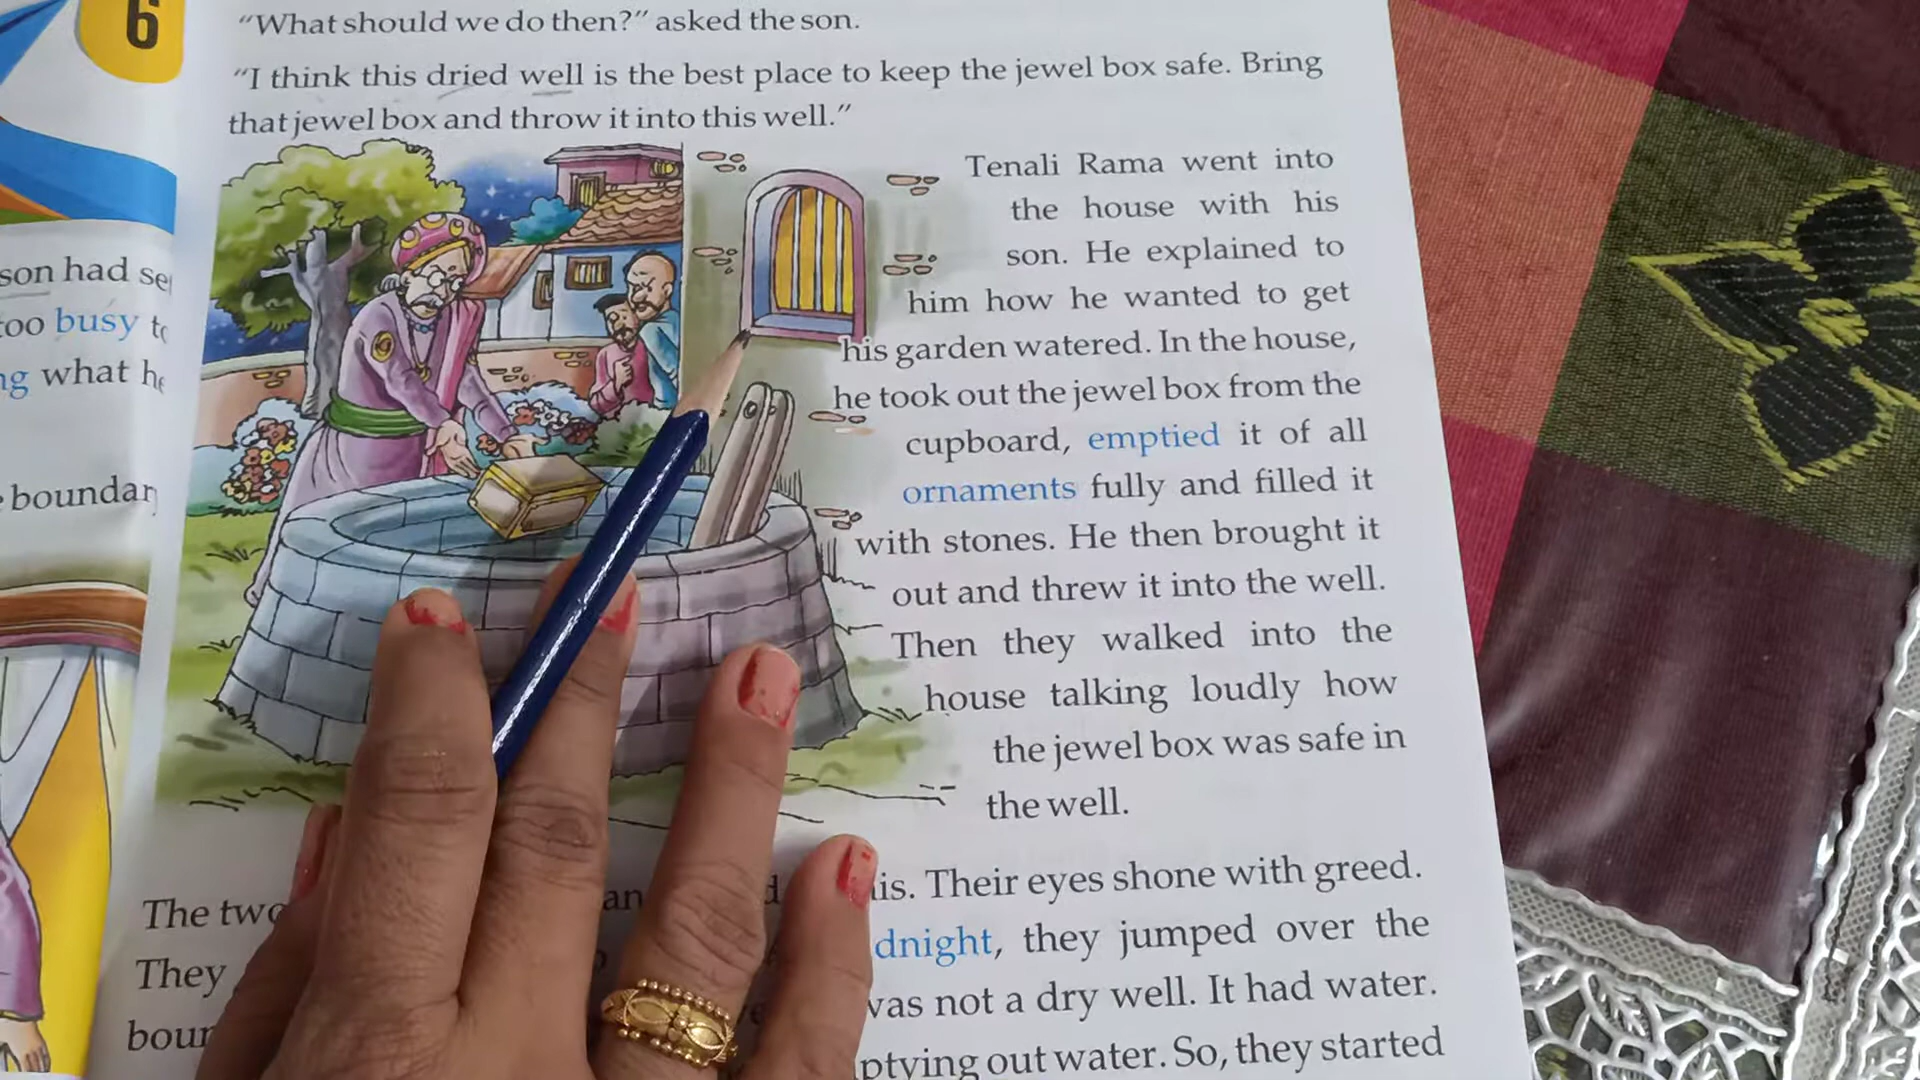 6
"What should we do then?" asked the son.
"I think this dried well is the best place to keep the jewel box safe. Bring
that jewel box and throw it into this well."
Tenali Rama went into
the house with his
son. He explained to
him how he wanted to get
his garden watered. In the house,
he took out the jewel box from the
cupboard, emptied it of all
ornaments fully and filled it
with stones. He then brought it
out and threw it into the well.
Then they walked into the
house talking loudly how
the jewel box was safe in
the well.
The two is. Their eyes shone with greed.
They dnight, they jumped over the
was not a dry well. It had water.
ptying out water. So, they started
son had se
too busy
what
boundar